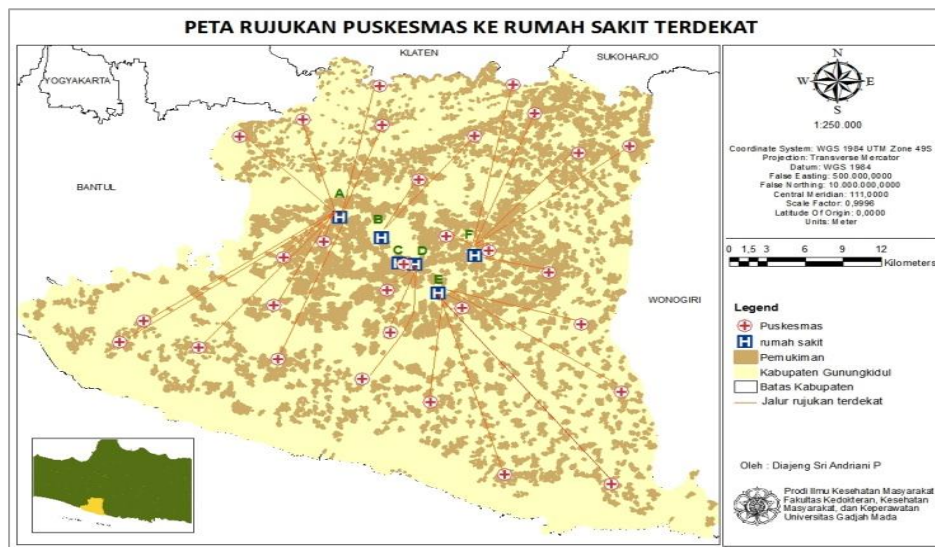 PETA RUJUKAN PUSKESMAS KE RUMAH SAKIT TERDEKAT
KLATEN
SUKOHARJO
YOGYAKARTA
BANTUL
WONOGIRI
A
B
C
D
E
F
H
H
H
H
H
H
N
W
E
S
1:250.000
Coordinate System: WGS 1984 UTM Zone 49S
Projection: Transverse Mercator
Datum: WGS 1984
False Easting: 500.000,0000
False Northing: 10.000.000,0000
Central Meridian: 111,0000
Scale Factor: 0,9996
Latitude Of Origin: 0,0000
Units: Meter
0 1,5 3 6 9 12
Kilometers
Legend
Puskesmas
H rumah sakit
Pemukiman
Kabupaten Gunungkidul
Batas Kabupaten
Jalur rujukan terdekat
Oleh : Diajeng Sri Andriani P
Prodi Ilmu Kesehatan Masyarakat
Fakultas Kedokteran, Kesehatan
Masyarakat, dan Keperawatan
Universitas Gadjah Mada